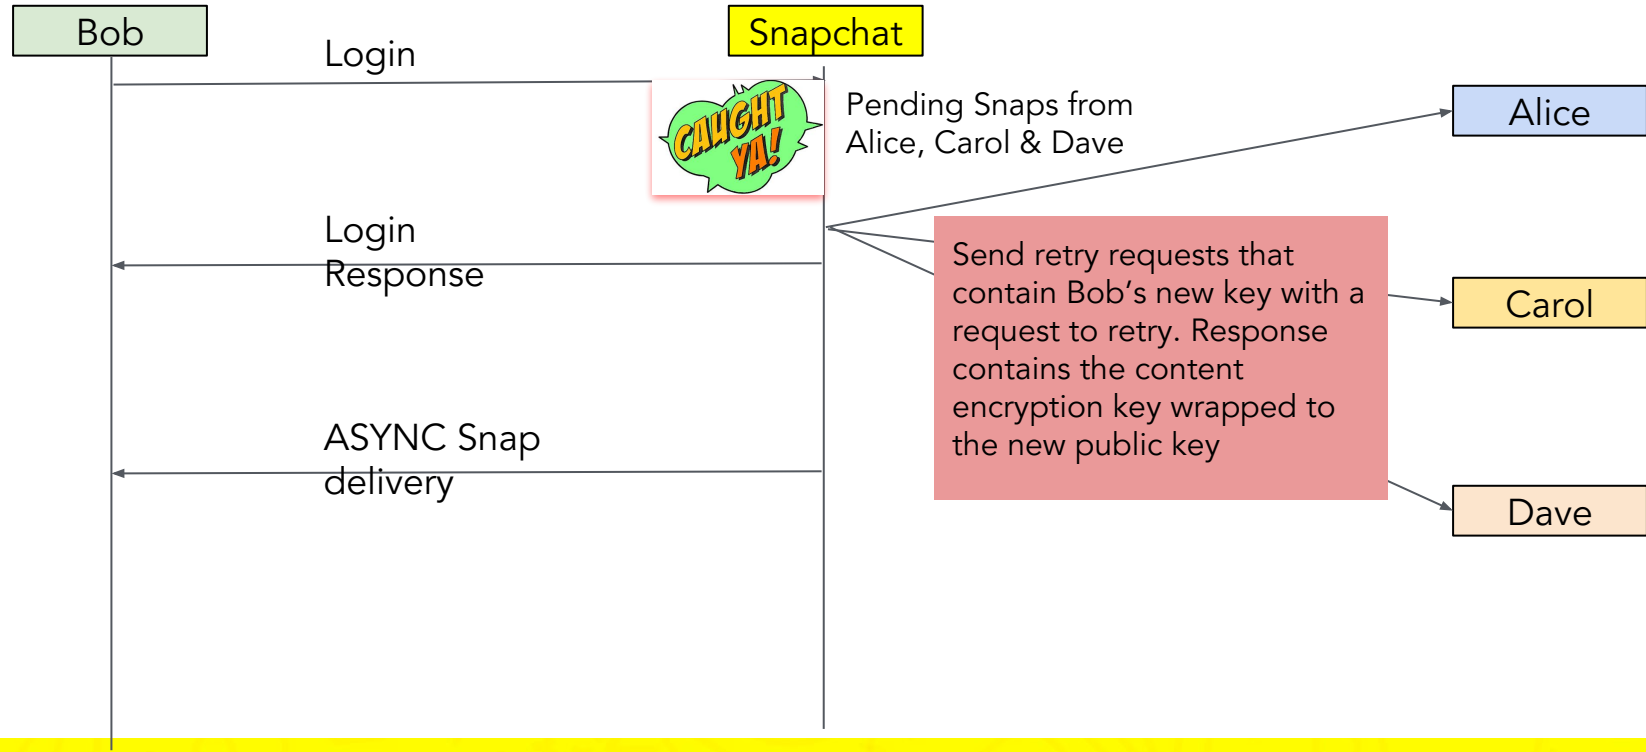 Bob
Snapchat
Login
CAUGHT
YA!
Pending Snaps from
Alice, Carol & Dave
Alice
Login
Response
Send retry requests that
contain Bob’s new key with a
request to retry. Response
contains the content
encryption key wrapped to
the new public key
Carol
ASYNC Snap
delivery
Dave